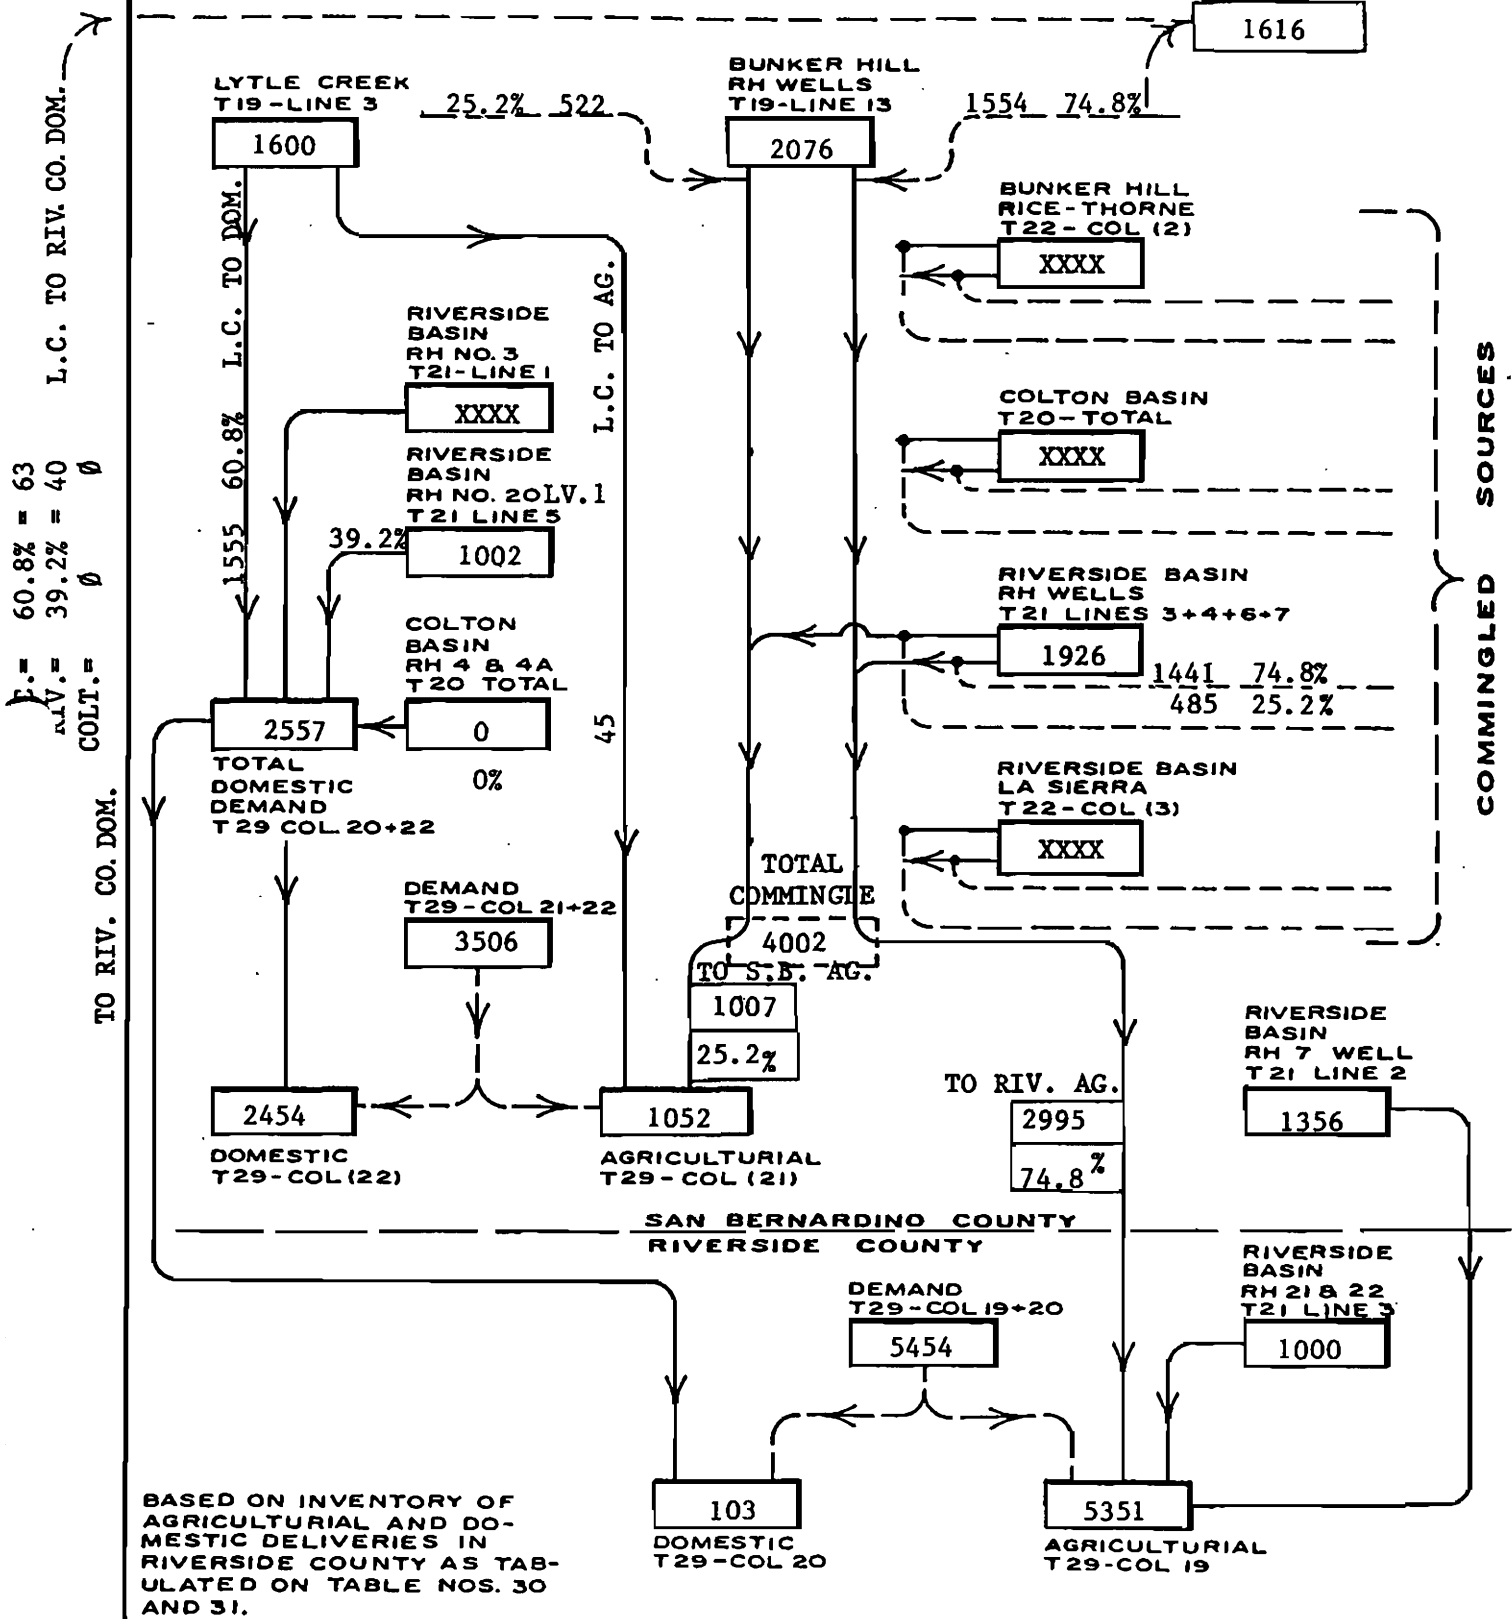 1616
LYTLE CREEK
T19-LINE 3
1600
25.2% 522
BUNKER HILL
RH WELLS
T19-LINE 13
2076
1554 74.8%
L.C. TO RIV. CO. DOM.
60.8% = 63
RIV.= 39.2% = 40
COLT.= Ø Ø
TO RIV. CO. DOM.
1555 60.8% L.C. TO DOM.
L.C. TO AG.
45
BUNKER HILL
RICE-THORNE
T22-COL (2)
XXXX
RIVERSIDE
BASIN
RH NO. 3
T21-LINE 1
XXXX
RIVERSIDE
BASIN
RH NO. 20LV.1
T21 LINE 5
39.2%
1002
COLTON BASIN
T20-TOTAL
XXXX
COMMINGLED SOURCES
RIVERSIDE BASIN
RH WELLS
T21 LINES 3+4+6+7
1926
1441 74.8%
485 25.2%
COLTON
BASIN
RH 4 & 4A
T20 TOTAL
0
0%
2557
TOTAL
DOMESTIC
DEMAND
T29 COL. 20+22
RIVERSIDE BASIN
LA SIERRA
T22-COL (3)
XXXX
DEMAND
T29-COL 21+22
3506
TOTAL
COMMINGLE
4002
TO S.B. AG.
1007
25.2%
2454
DOMESTIC
T29-COL (22)
1052
AGRICULTURIAL
T29-COL (21)
TO RIV. AG.
2995
74.8%
RIVERSIDE
BASIN
RH 7 WELL
T21 LINE 2
1356
SAN BERNARDINO COUNTY
RIVERSIDE COUNTY
RIVERSIDE
BASIN
RH 21 & 22
T21 LINE 3
1000
DEMAND
T29-COL 19+20
5454
103
DOMESTIC
T29-COL 20
5351
AGRICULTURIAL
T29-COL 19
BASED ON INVENTORY OF
AGRICULTURIAL AND DO-
MESTIC DELIVERIES IN
RIVERSIDE COUNTY AS TAB-
ULATED ON TABLE NOS. 30
AND 31.